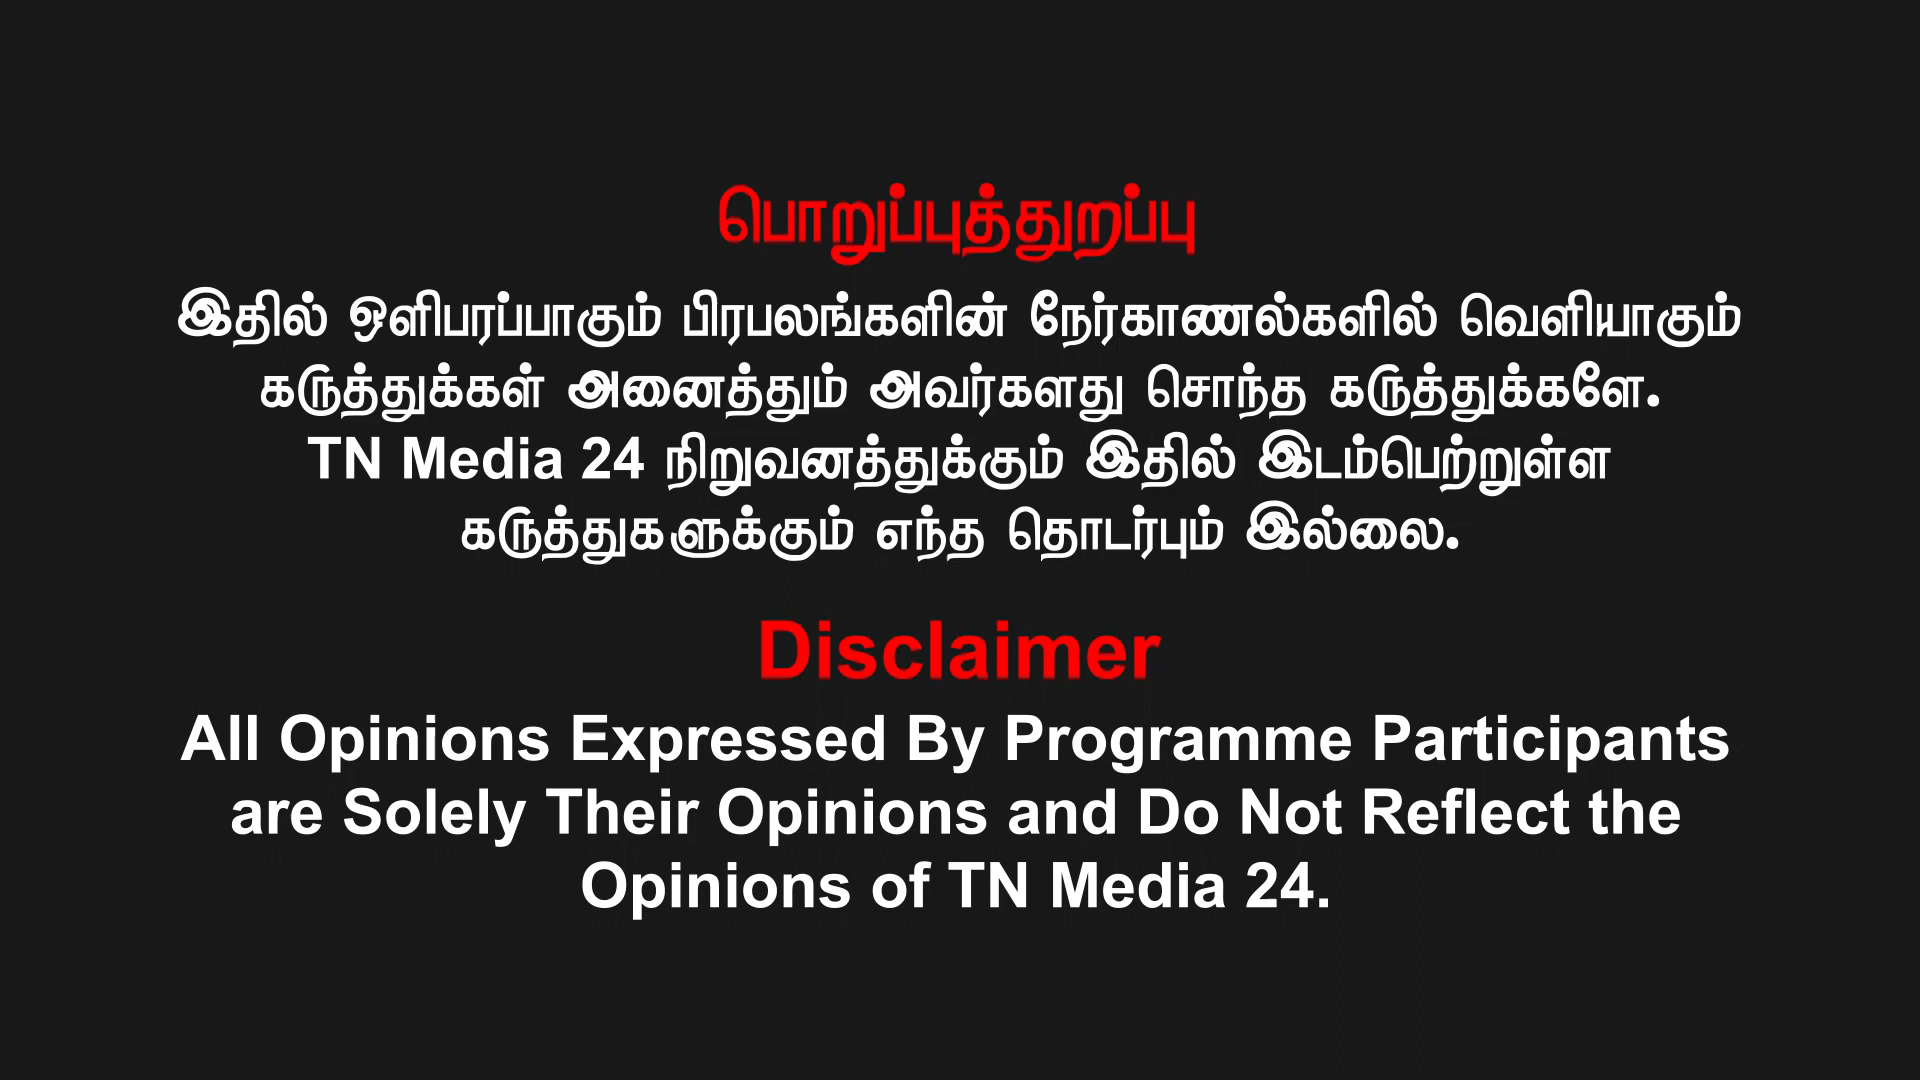 பொறுப்புத்துறப்பு
இதில் ஒளிபரப்பாகும் பிரபலங்களின் நேர்காணல்களில் வெளியாகும்
கருத்துக்கள் அனைத்தும் அவர்களது சொந்த கருத்துக்களே.
TN Media 24 நிறுவனத்துக்கும் இதில் இடம்பெற்றுள்ள
கருத்துகளுக்கும் எந்த தொடர்பும் இல்லை.
Disclaimer
All Opinions Expressed By Programme Participants
are Solely Their Opinions and Do Not Reflect the
Opinions of TN Media 24.